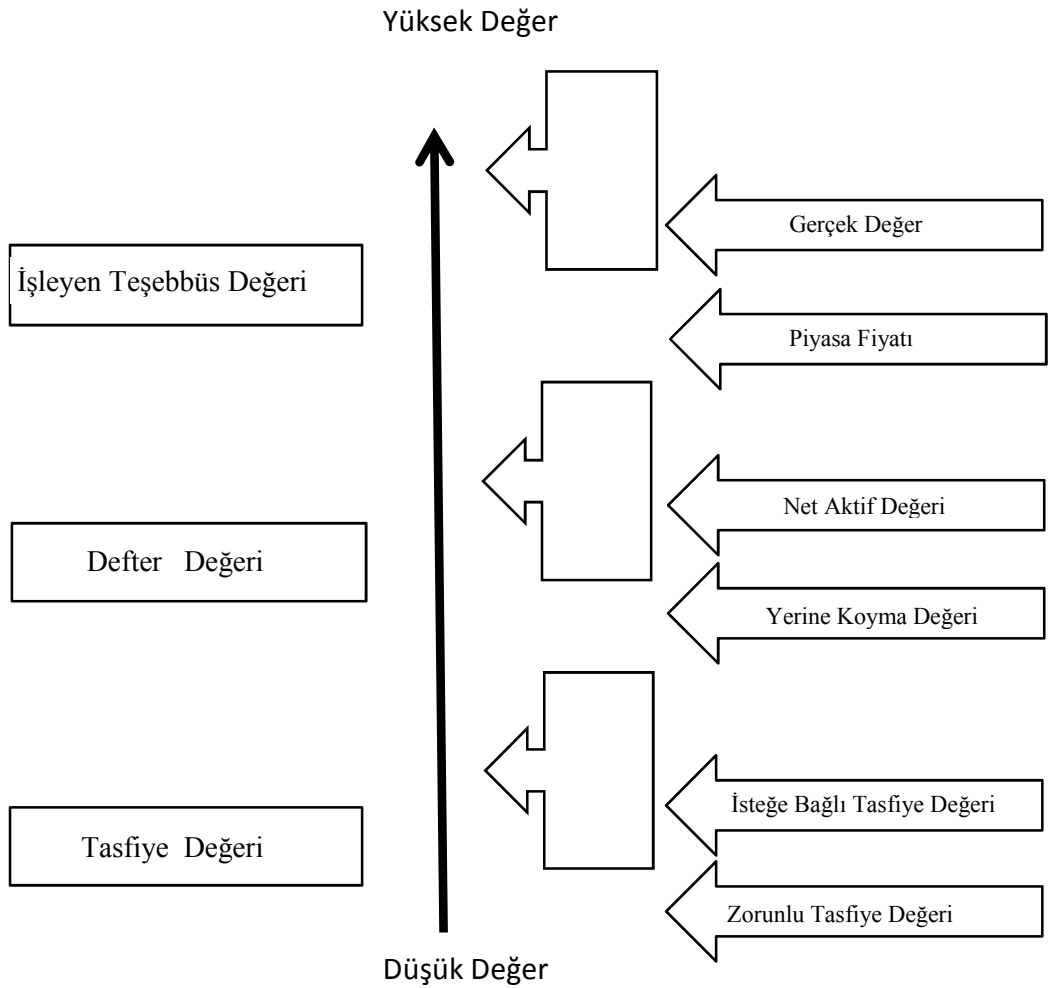 Yüksek Değer
Gerçek Değer
İşleyen Teşebbüs Değeri
Piyasa Fiyatı
Net Aktif Değeri
Defter Değeri
Yerine Koyma Değeri
İsteğe Bağlı Tasfiye Değeri
Tasfiye Değeri
Zorunlu Tasfiye Değeri
Düşük Değer